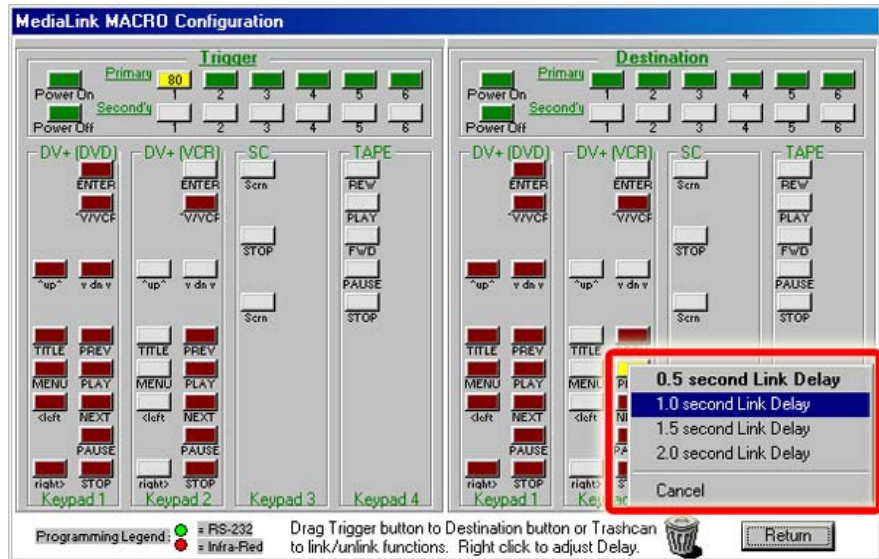 MediaLink MACRO Configuration
Trigger
Destination
Primary 80
Primary
Power On 1 2 3 4 5 6
Power On 1 2 3 4 5 6
Second'y
Second'y
Power Off 1 2 3 4 5 6
Power Off 1 2 3 4 5 6
DV+ (DVD) DV+ (VCR) SC TAPE
DV+ (DVD) DV+ (VCR) SC TAPE
ENTER ENTER Scrn REW
ENTER ENTER Scrn REW
PLAY
PLAY
STOP FWD
STOP FWD
^up^ v dn v ^up^ v dn v PAUSE
^up^ v dn v ^up^ v dn v PAUSE
Scrn STOP
Scrn STOP
TITLE PREV TITLE PREV
TITLE PREV TITLE PREV
MENU PLAY MENU PLAY
MENU PLAY MENU
<left NEXT <left NEXT
<left NEXT <left
PAUSE PAUSE
PAUSE
right> STOP right> STOP
right> STOP right>
Keypad 1 Keypad 2 Keypad 3 Keypad 4
Keypad 1
0.5 second Link Delay
1.0 second Link Delay
1.5 second Link Delay
2.0 second Link Delay
Cancel
Programming Legend: = RS-232
= Infra-Red
Drag Trigger button to Destination button or Trashcan
to link/unlink functions. Right click to adjust Delay.
Return